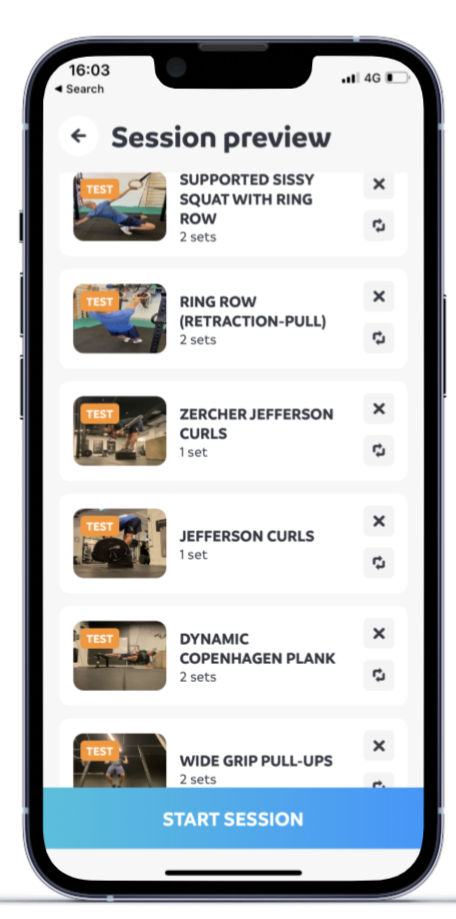 16:03
4G
Search
Session preview
TEST
SUPPORTED SISSY
SQUAT WITH RING
ROW
2 sets
TEST
RING ROW
(RETRACTION-PULL)
2 sets
TEST
ZERCHER JEFFERSON
CURLS
1 set
TEST
JEFFERSON CURLS
1 set
TEST
DYNAMIC
COPENHAGEN PLANK
2 sets
TEST
WIDE GRIP PULL-UPS
2 sets
START SESSION